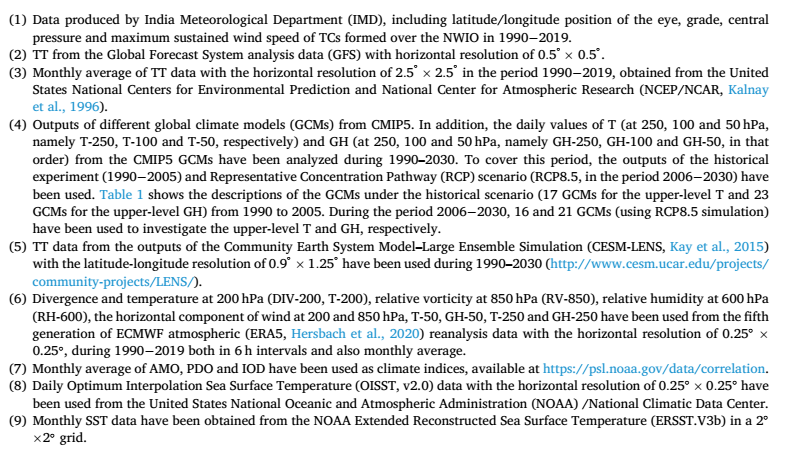 (1) Data produced by India Meteorological Department (IMD), including latitude/longitude position of the eye, grade, central
pressure and maximum sustained wind speed of TCs formed over the NWIO in 1990–2019.
(2) TT from the Global Forecast System analysis data (GFS) with horizontal resolution of 0.5° × 0.5°.
(3) Monthly average of TT data with the horizontal resolution of 2.5° × 2.5° in the period 1990–2019, obtained from the United
States National Centers for Environmental Prediction and National Center for Atmospheric Research (NCEP/NCAR, Kalnay
et al., 1996).
(4) Outputs of different global climate models (GCMs) from CMIP5. In addition, the daily values of T (at 250, 100 and 50 hPa,
namely T-250, T-100 and T-50, respectively) and GH (at 250, 100 and 50 hPa, namely GH-250, GH-100 and GH-50, in that
order) from the CMIP5 GCMs have been analyzed during 1990–2030. To cover this period, the outputs of the historical
experiment (1990–2005) and Representative Concentration Pathway (RCP) scenario (RCP8.5, in the period 2006–2030) have
been used. Table 1 shows the descriptions of the GCMs under the historical scenario (17 GCMs for the upper-level T and 23
GCMs for the upper-level GH) from 1990 to 2005. During the period 2006–2030, 16 and 21 GCMs (using RCP8.5 simulation)
have been used to investigate the upper-level T and GH, respectively.
(5) TT data from the outputs of the Community Earth System Model–Large Ensemble Simulation (CESM-LENS, Kay et al., 2015)
with the latitude-longitude resolution of 0.9° × 1.25° have been used during 1990–2030 (http://www.cesm.ucar.edu/projects/
community-projects/LENS/).
(6) Divergence and temperature at 200 hPa (DIV-200, T-200), relative vorticity at 850 hPa (RV-850), relative humidity at 600 hPa
(RH-600), the horizontal component of wind at 200 and 850 hPa, T-50, GH-50, T-250 and GH-250 have been used from the fifth
generation of ECMWF atmospheric (ERA5, Hersbach et al., 2020) reanalysis data with the horizontal resolution of 0.25° ×
0.25°, during 1990–2019 both in 6 h intervals and also monthly average.
(7) Monthly average of AMO, PDO and IOD have been used as climate indices, available at https://psl.noaa.gov/data/correlation.
(8) Daily Optimum Interpolation Sea Surface Temperature (OISST, v2.0) data with the horizontal resolution of 0.25° × 0.25° have
been used from the United States National Oceanic and Atmospheric Administration (NOAA) /National Climatic Data Center.
(9) Monthly SST data have been obtained from the NOAA Extended Reconstructed Sea Surface Temperature (ERSST.V3b) in a 2°
×2° grid.